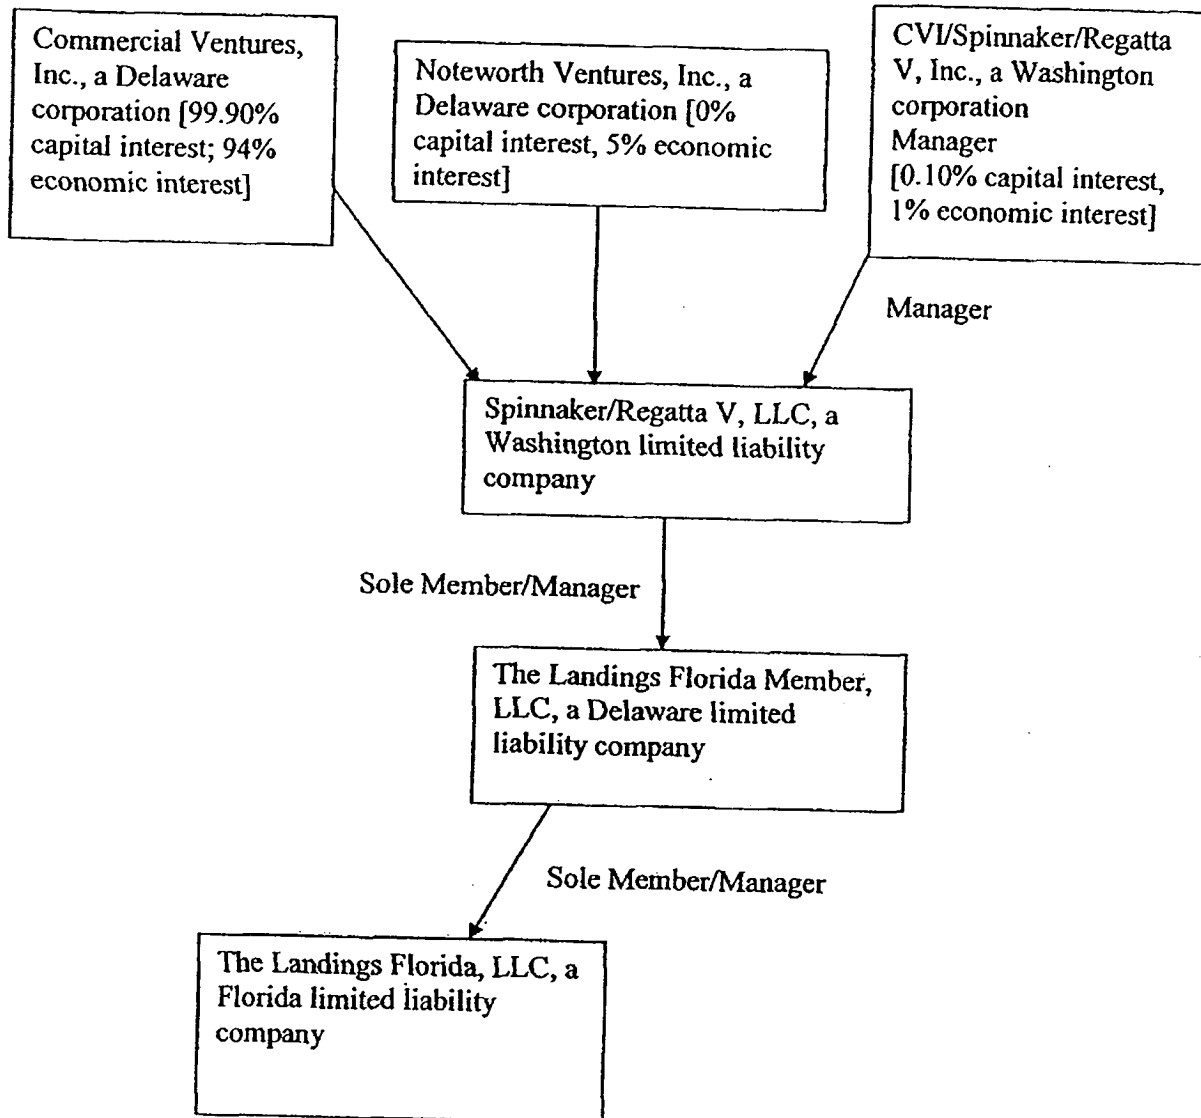 Commercial Ventures,
Inc., a Delaware
corporation [99.90%
capital interest; 94%
economic interest]
Noteworth Ventures, Inc., a
Delaware corporation [0%
capital interest, 5% economic
interest]
CVI/Spinnaker/Regatta
V, Inc., a Washington
corporation
Manager
[0.10% capital interest,
1% economic interest]
Manager
Spinnaker/Regatta V, LLC, a
Washington limited liability
company
Sole Member/Manager
The Landings Florida Member,
LLC, a Delaware limited
liability company
Sole Member/Manager
The Landings Florida, LLC, a
Florida limited liability
company